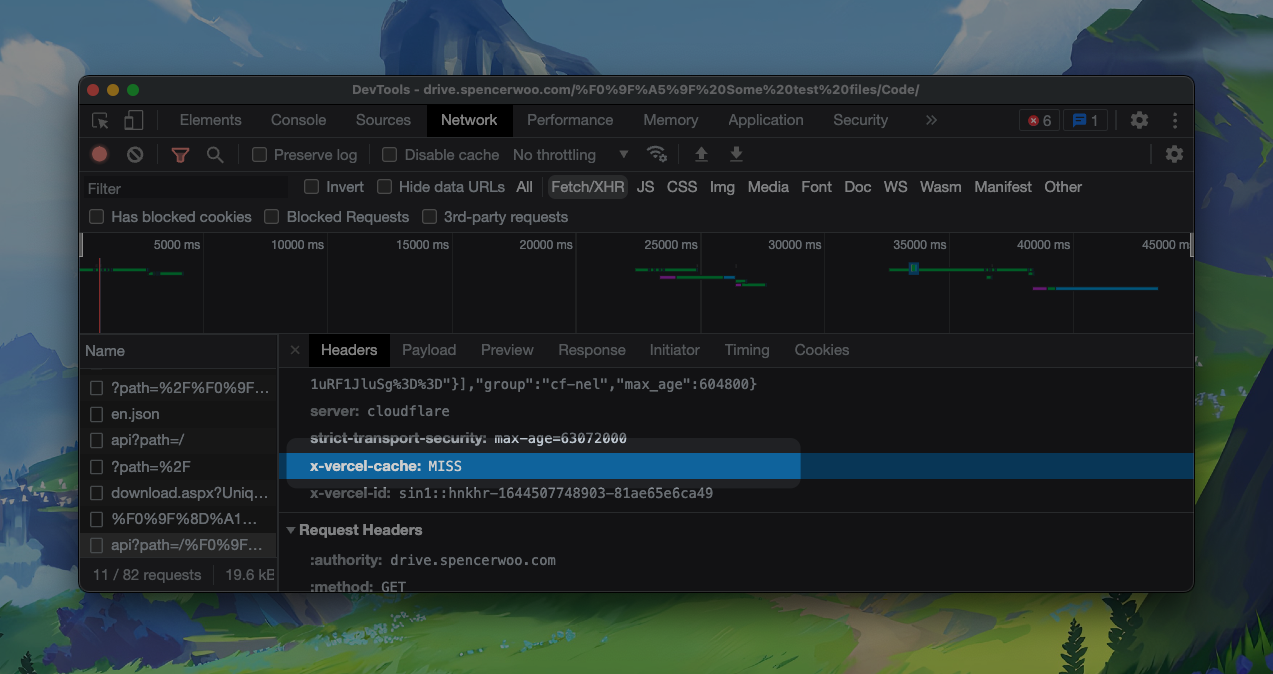 DevTools - drive.spencerwoo.com/%F0%9F%A5%9F%20Some%20test%20files/Code/
Elements Console Sources Network Performance Memory Application Security » 6 1
Preserve log Disable cache No throttling
Filter Invert Hide data URLs All Fetch/XHR JS CSS Img Media Font Doc WS Wasm Manifest Other
Has blocked cookies Blocked Requests 3rd-party requests
5000 ms 10000 ms 15000 ms 20000 ms 25000 ms 30000 ms 35000 ms 40000 ms 45000 m
Name
?path=%2F%F0%9F...
en.json
api?path=/
?path=%2F
download.aspx?Uniq...
%F0%9F%8D%A1...
api?path=/%F0%9F...
11 / 82 requests 19.6 kB
× Headers Payload Preview Response Initiator Timing Cookies
1uRF1JluSg%3D%3D"}],"group":"cf-nel","max_age":604800}
server: cloudflare
strict-transport-security: max-age=63072000
x-vercel-cache: MISS
x-vercel-id: sin1::hnkhr-1644507748903-81ae65e6ca49
Request Headers
:authority: drive.spencerwoo.com
:method: GET